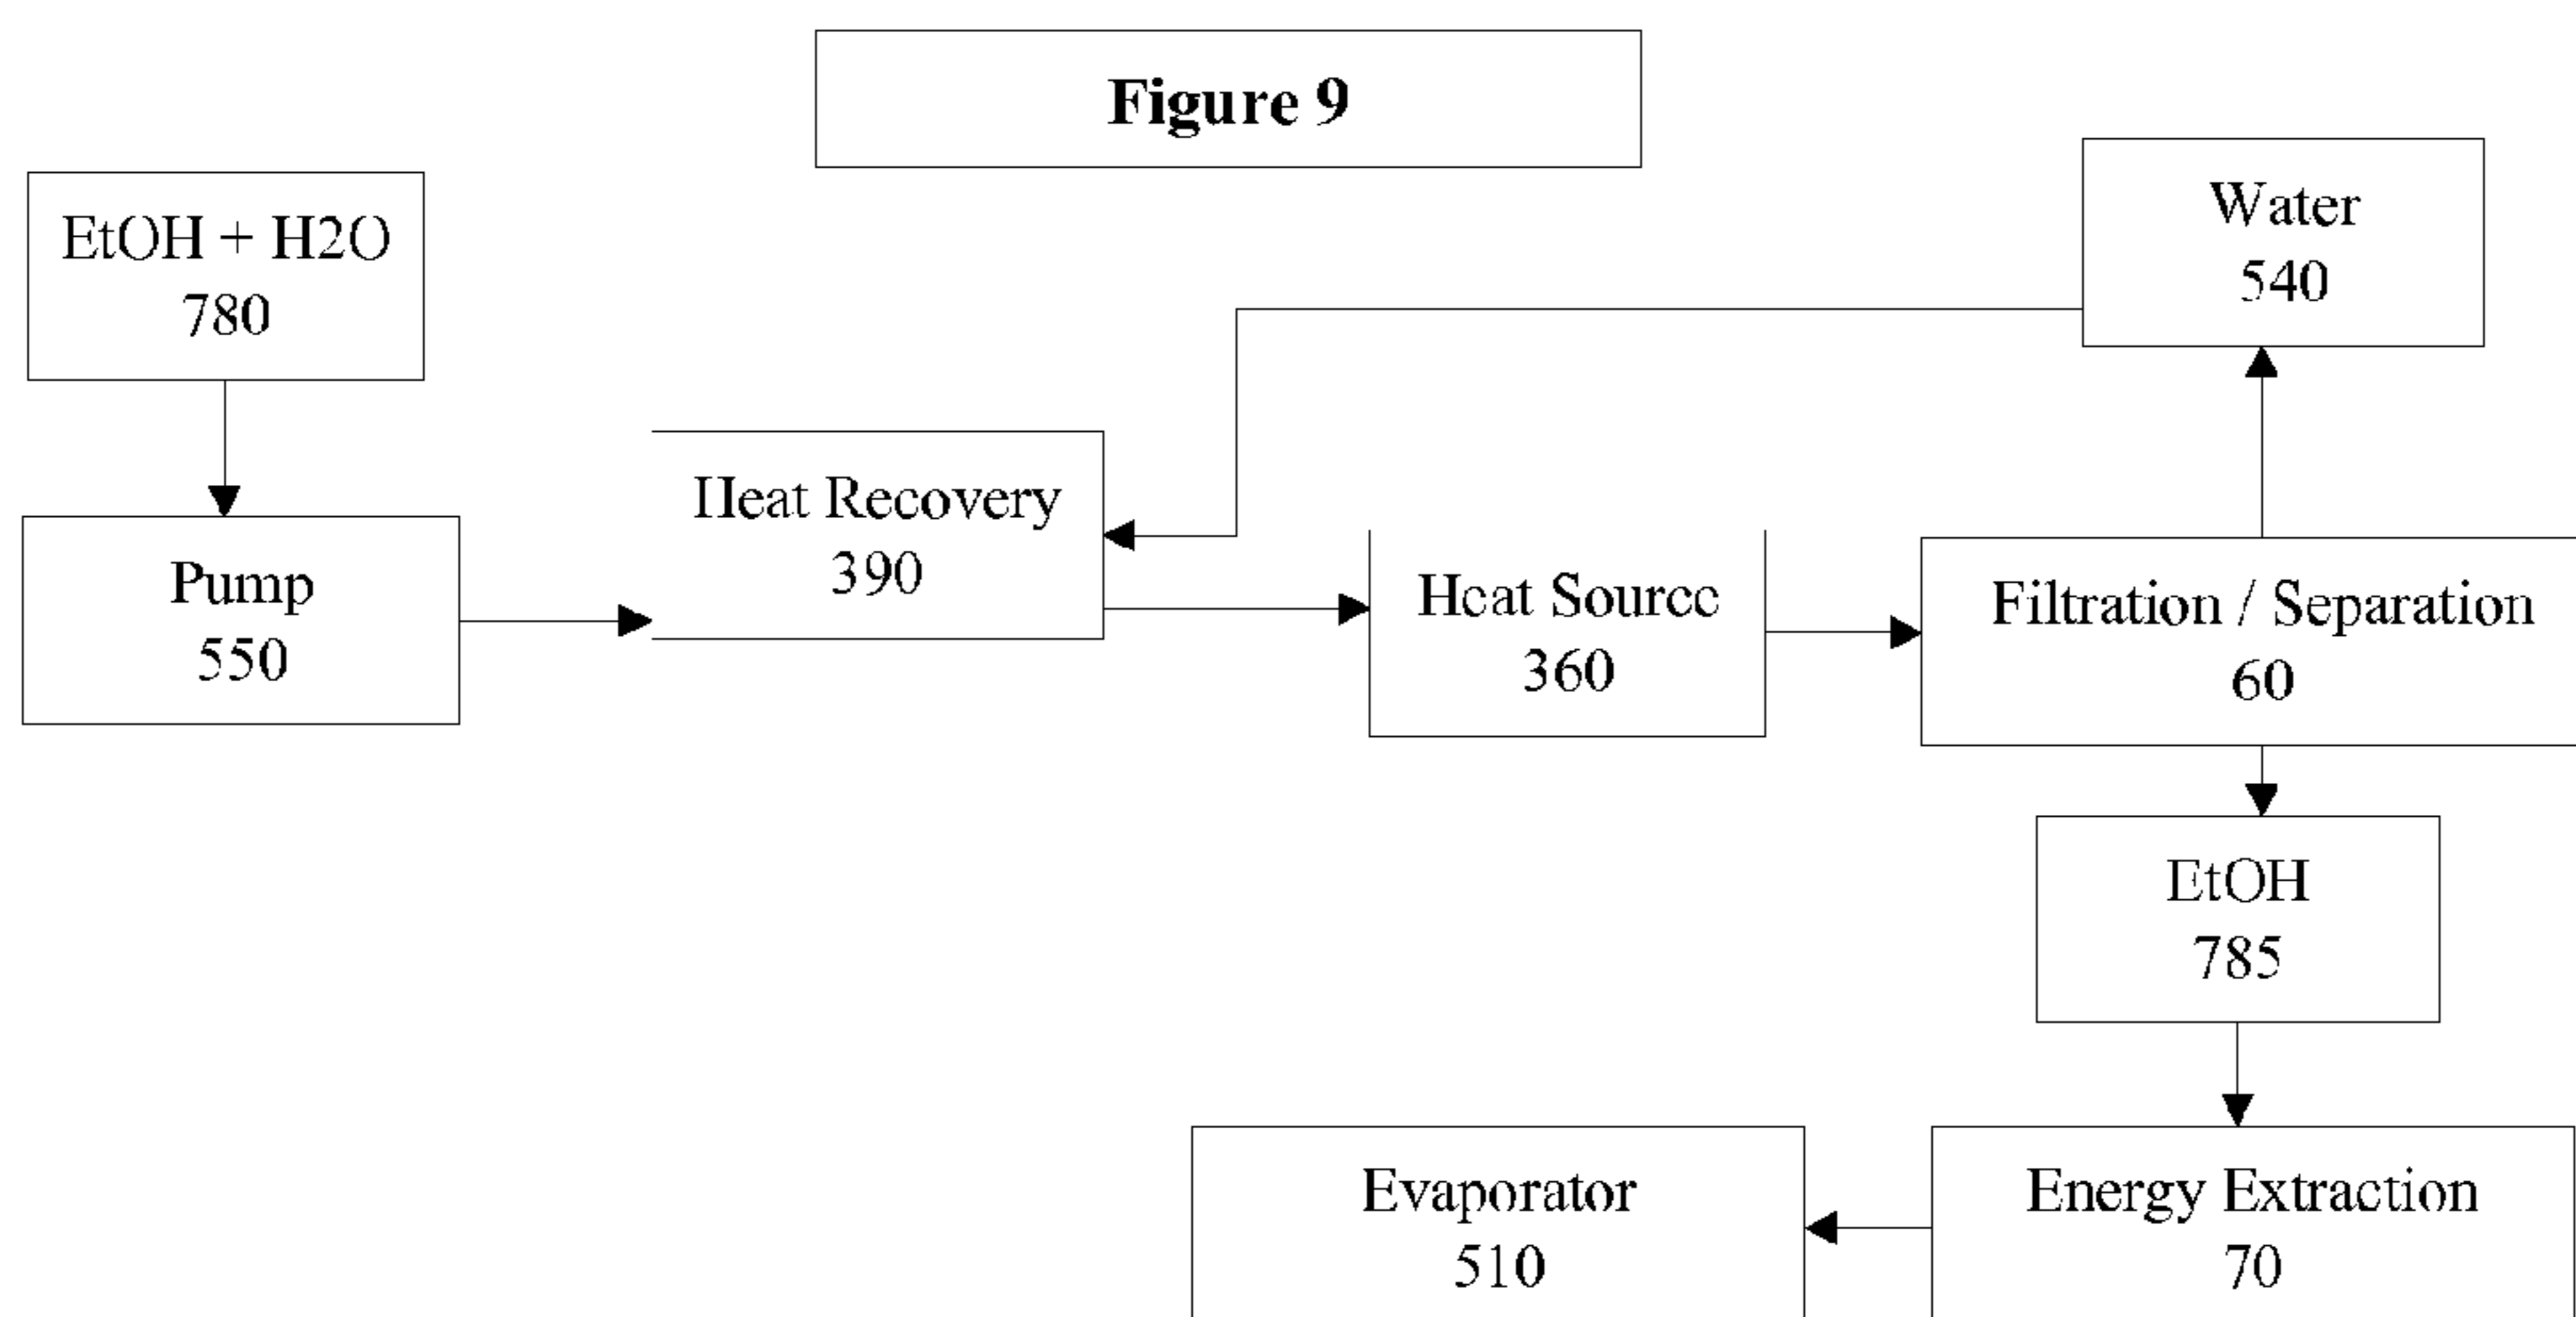 Figure 9
EtOH + H2O
780
Water
540
Heat Recovery
390
Pump
550
Heat Source
360
Filtration / Separation
60
EtOH
785
Evaporator
510
Energy Extraction
70